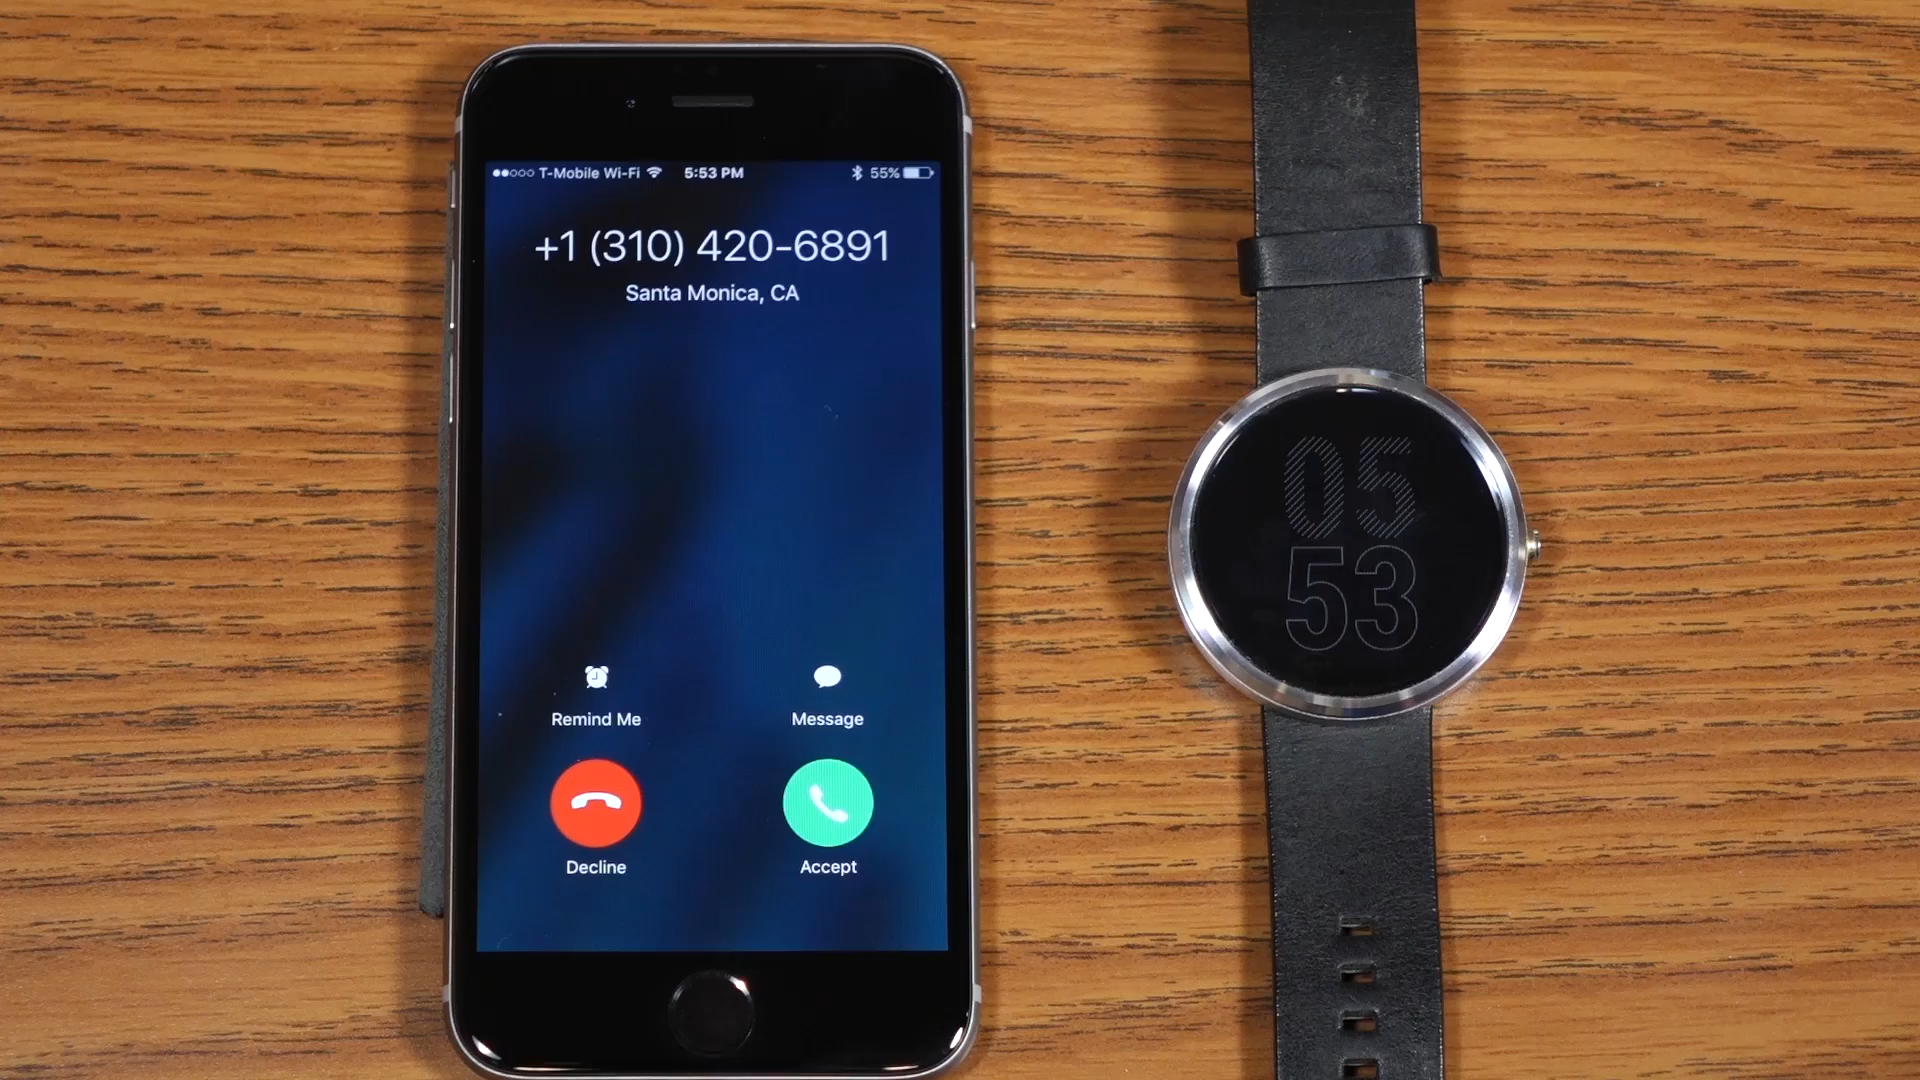 T-Mobile Wi-Fi 5:53 PM 55%
+1 (310) 420-6891
Santa Monica, CA
Remind Me Message
Decline Accept
05
53